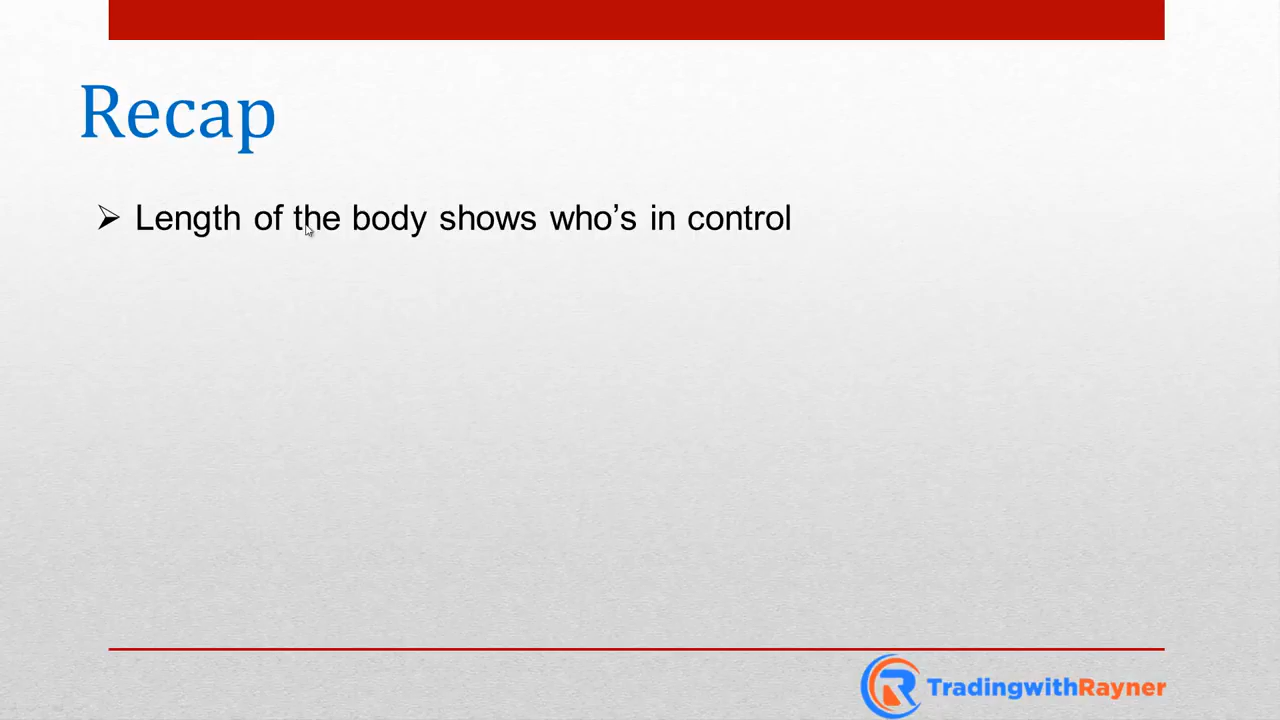 Recap
➢ Length of the body shows who’s in control
TradingwithRayner